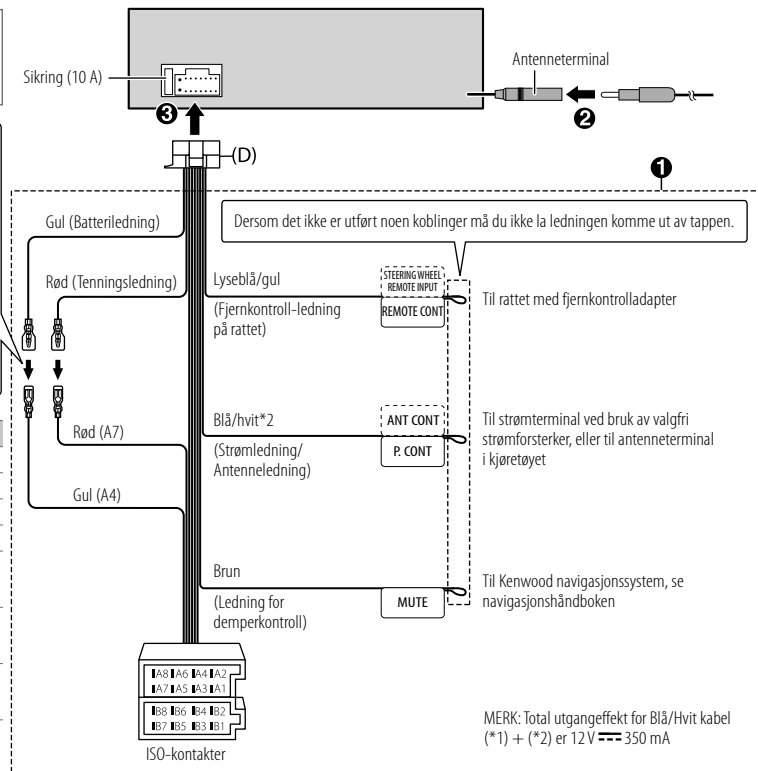 Sikring (10 A)
Antenneterminal
❸
❷
(D)
❶
Dersom det ikke er utført noen koblinger må du ikke la ledningen komme ut av tappen.
Gul (Batteriledning)
Rød (Tenningsledning)
Lyseblå/gul
(Fjernkontroll-ledning
på rattet)
STEERING WHEEL
REMOTE INPUT
REMOTE CONT
Til rattet med fjernkontrolladapter
Rød (A7)
Gul (A4)
Blå/hvit*2
(Strømledning/
Antenneledning)
ANT CONT
P. CONT
Til strømterminal ved bruk av valgfri
strømforsterker, eller til antenneterminal
i kjøretøyet
Brun
(Ledning for
demperkontroll)
MUTE
Til Kenwood navigasjonssystem, se
navigasjonshåndboken
A8 A6 A4 A2
A7 A5 A3 A1
B8 B6 B4 B2
B7 B5 B3 B1
ISO-kontakter
MERK: Total utgangeffekt for Blå/Hvit kabel
(*1) + (*2) er 12 V ⎓ 350 mA